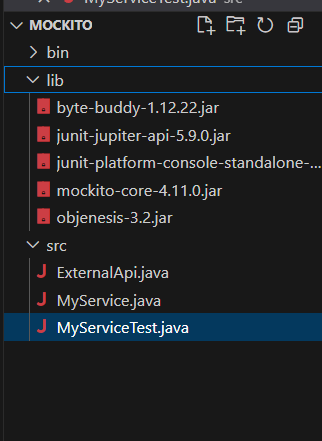 MyServiceTest.java src
MOCKITO
bin
lib
byte-buddy-1.12.22.jar
junit-jupiter-api-5.9.0.jar
junit-platform-console-standalone-...
mockito-core-4.11.0.jar
objenesis-3.2.jar
src
J ExternalApi.java
J MyService.java
J MyServiceTest.java